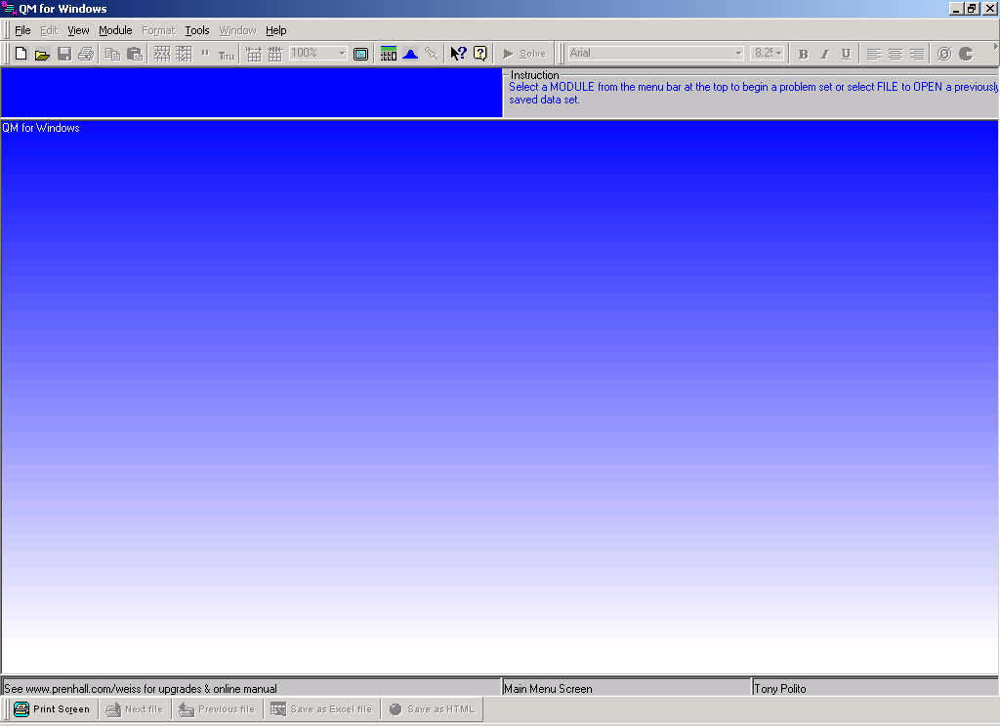 QM for Windows
File Edit View Module Format Tools Window Help
" TITLE 100% Solve Arial 8.25 B I U
Instruction
Select a MODULE from the menu bar at the top to begin a problem set or select FILE to OPEN a previously
saved data set.
QM for Windows
See www.prenhall.com/weiss for upgrades & online manual Main Menu Screen Tony Polito
Print Screen Next file Previous file Save as Excel file Save as HTML